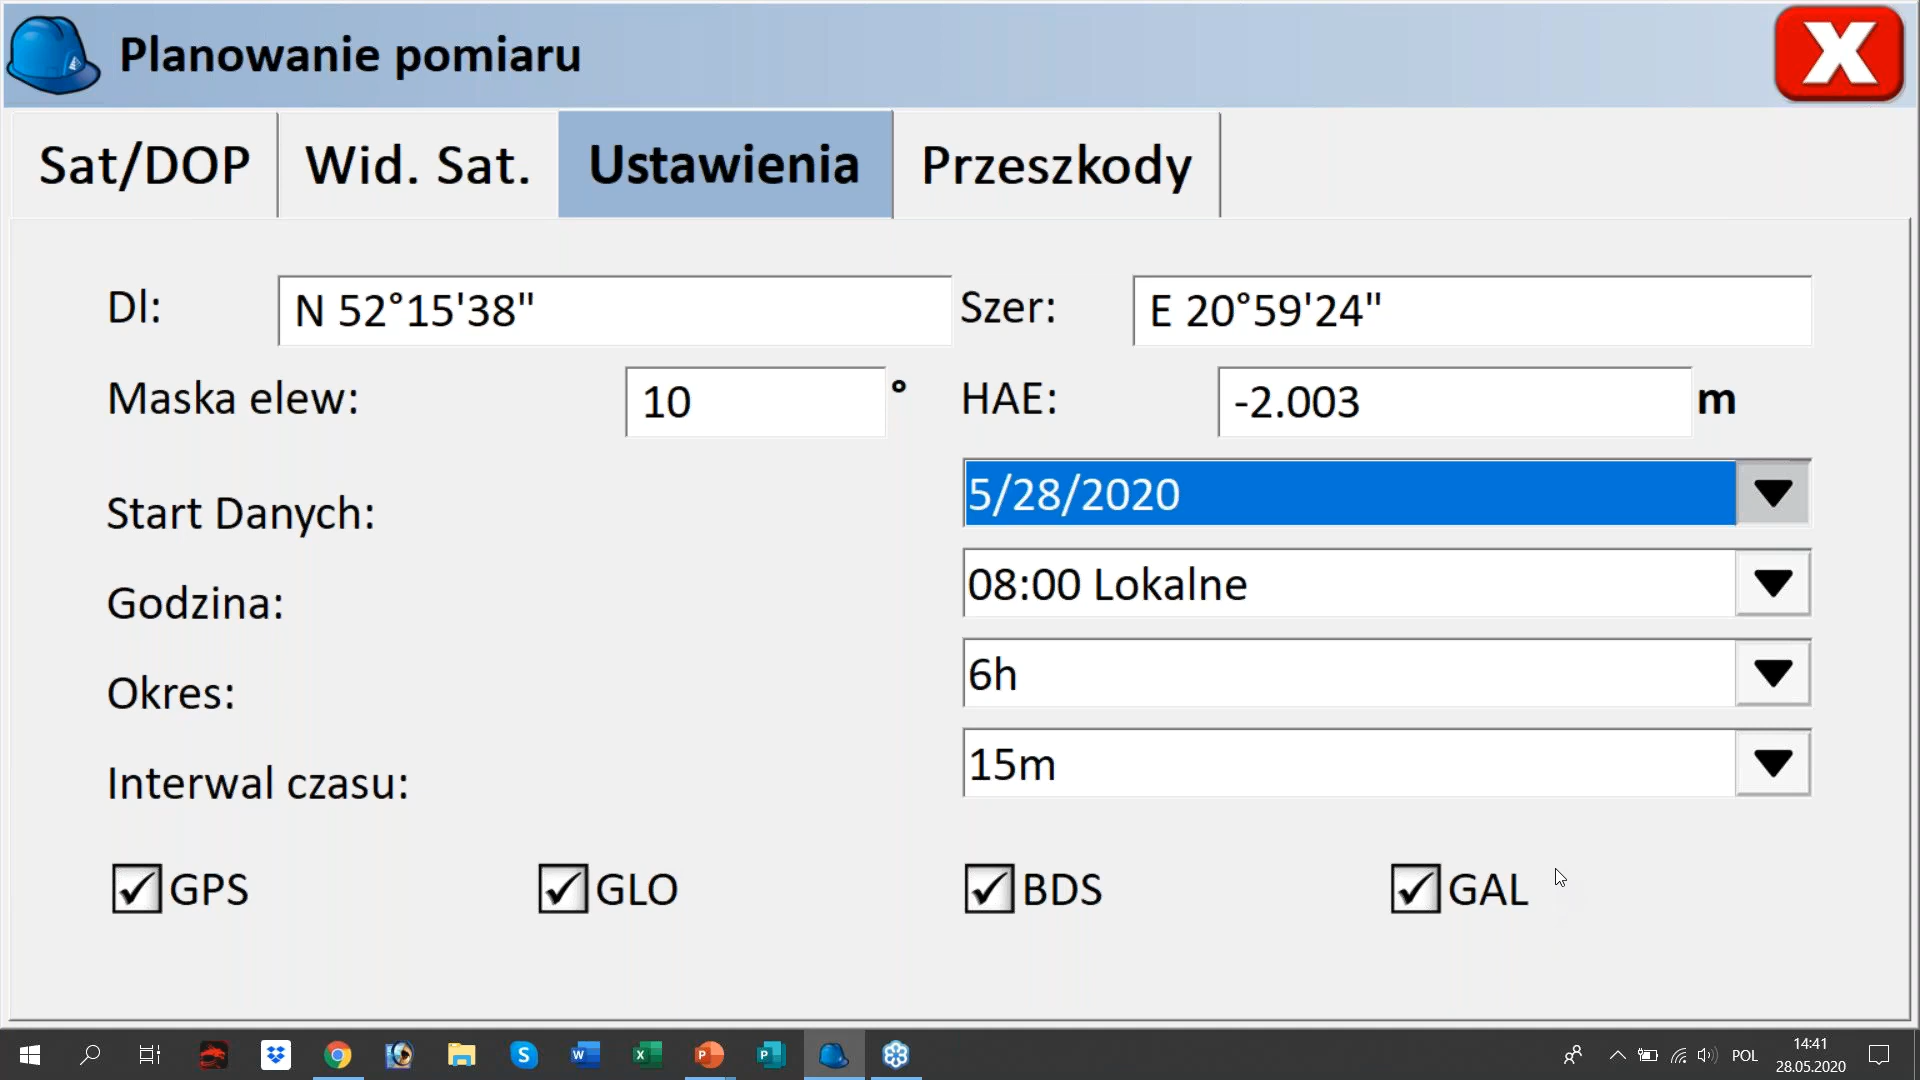 Planowanie pomiaru
Sat/DOP Wid. Sat. Ustawienia Przeszkody
Dl: N 52°15'38" Szer: E 20°59'24"
Maska elew: 10 ° HAE: -2.003 m
Start Danych: 5/28/2020
Godzina: 08:00 Lokalne
Okres: 6h
Interwal czasu: 15m
GPS GLO BDS GAL
POL 14:41
28.05.2020